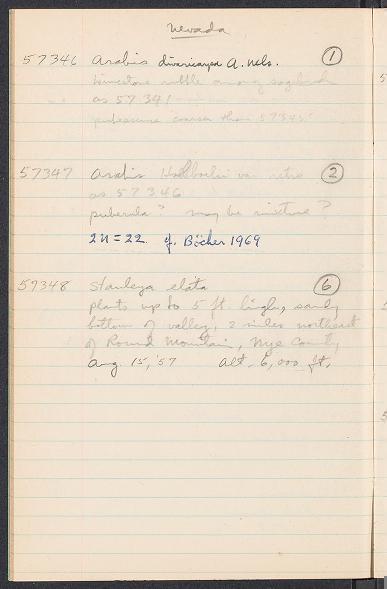 Nevada
57346 Arabis divaricarpa A. Nels. 1
limestone rubble among sagebrush
as 57341
pubescence coarser than 57345!
57347 Arabis Holboellii var. retro 2
as 57346
puberula? may be mixture?
2n=22. cf. Böcher 1969
57348 Stanleya elata 6
plants up to 5 ft. high, sandy
bottom of valley, 2 miles northeast
of Round Mountain, Nye County
Aug. 15, '57 alt. 6,000 ft.